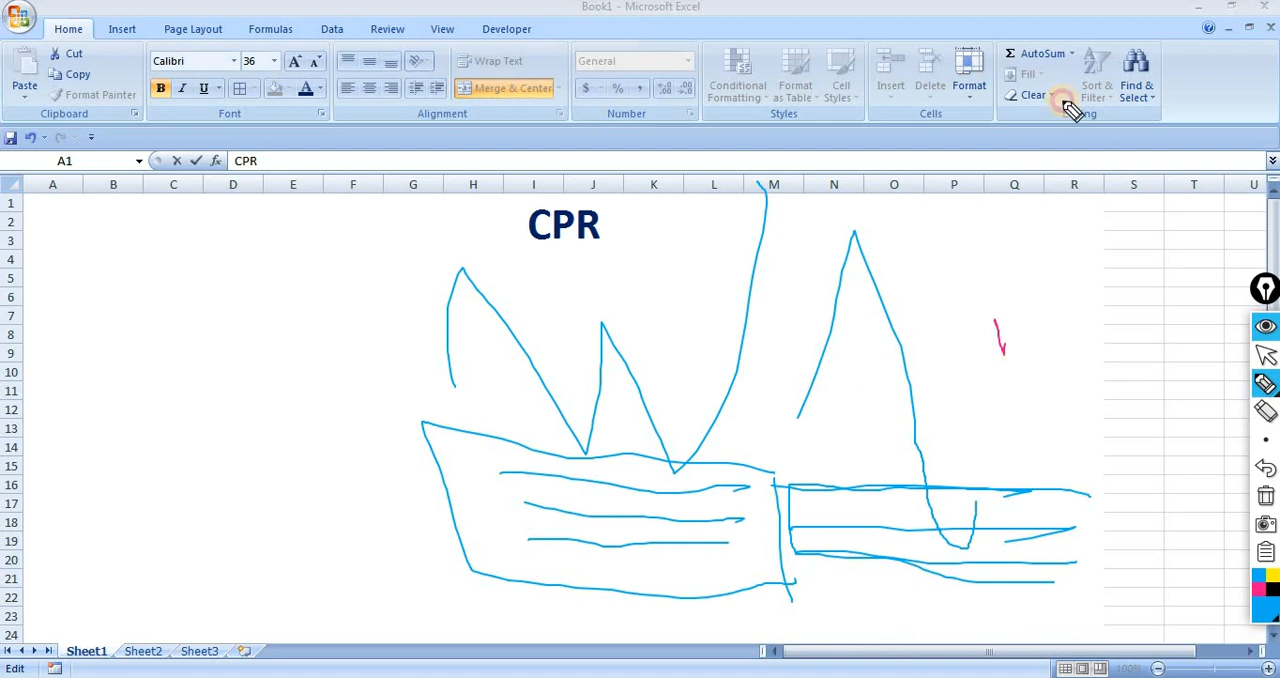 Book1 - Microsoft Excel
Home Insert Page Layout Formulas Data Review View Developer
Paste Cut Calibri 36 Wrap Text General Conditional Formatting Format as Table Cell Styles Insert Delete Format AutoSum Sort & Filter Find & Select
Copy Fill
Format Painter B I U A Merge & Center $ % , Clear
Clipboard Font Alignment Number Styles Cells
A1 fx CPR
A B C D E F G H I J K L M N O P Q R S T U
1
2
3
4
5
6
7
8
9
10
11
12
13
14
15
16
17
18
19
20
21
22
23
24
CPR
Sheet1 Sheet2 Sheet3
Edit 100%